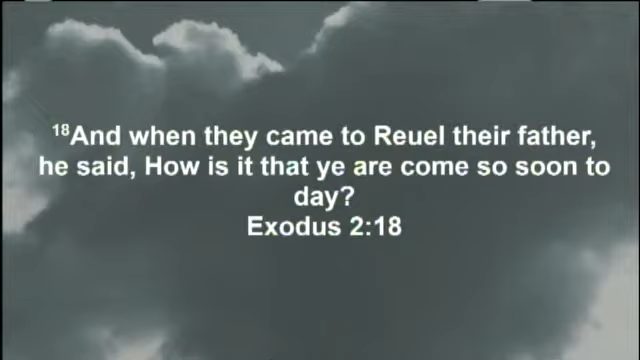 18And when they came to Reuel their father,
he said, How is it that ye are come so soon to
day?
Exodus 2:18